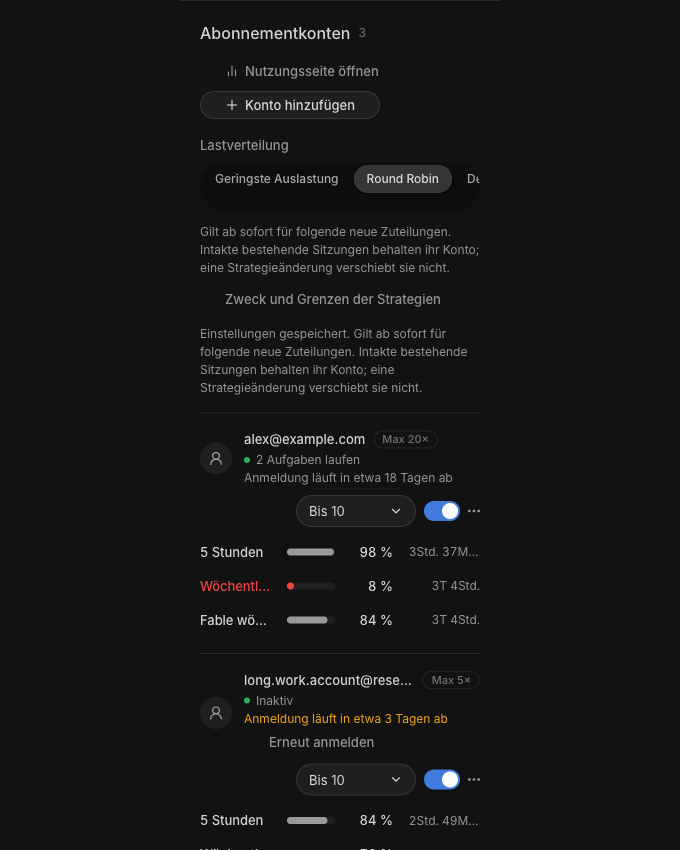 Abonnementkonten 3
Nutzungsseite öffnen
Konto hinzufügen
Lastverteilung
Geringste Auslastung Round Robin
Gilt ab sofort für folgende neue Zuteilungen.
Intakte bestehende Sitzungen behalten ihr Konto;
eine Strategieänderung verschiebt sie nicht.
Zweck und Grenzen der Strategien
Einstellungen gespeichert. Gilt ab sofort für
folgende neue Zuteilungen. Intakte bestehende
Sitzungen behalten ihr Konto; eine
Strategieänderung verschiebt sie nicht.
alex@example.com Max 20×
2 Aufgaben laufen
Anmeldung läuft in etwa 18 Tagen ab
Bis 10
5 Stunden 98 % 3Std. 37M...
Wöchentl... 8 % 3T 4Std.
Fable wö... 84 % 3T 4Std.
long.work.account@rese... Max 5×
Inaktiv
Anmeldung läuft in etwa 3 Tagen ab
Erneut anmelden
Bis 10
5 Stunden 84 % 2Std. 49M...